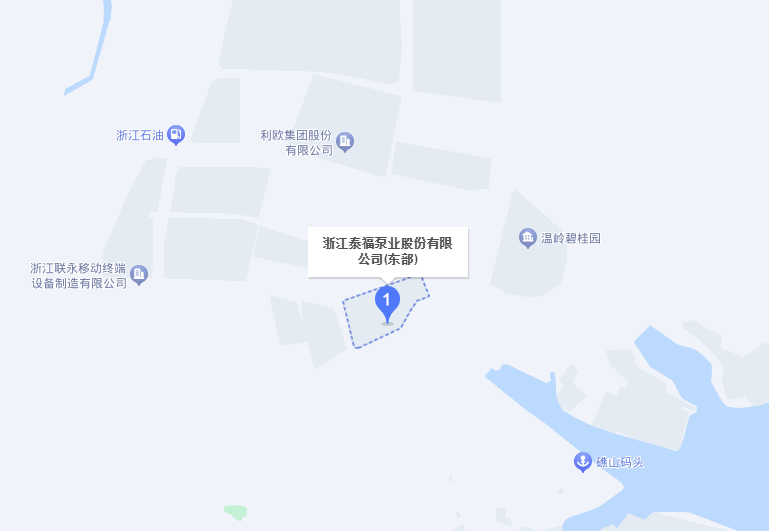 浙江石油
利欧集团股份
有限公司
浙江泰福泵业股份有限
公司(东部)
温岭碧桂园
浙江联永移动终端
设备制造有限公司
1
礁山码头